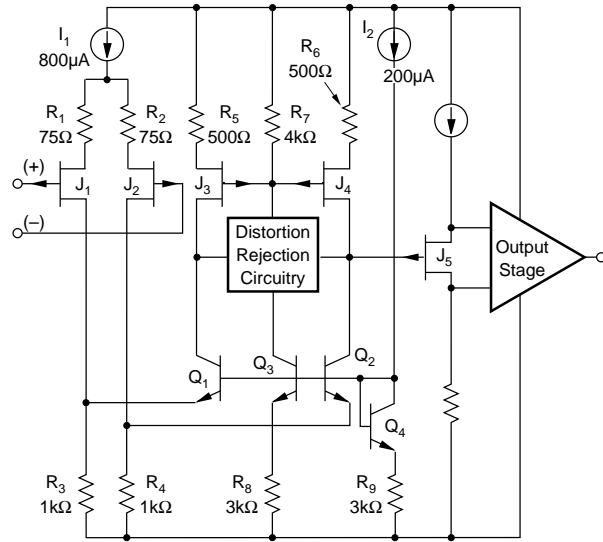 I1
800μA
R1
75Ω
R2
75Ω
R5
500Ω
R7
4kΩ
R6
500Ω
I2
200μA
(+)
(–)
J1
J2
J3
J4
J5
Distortion
Rejection
Circuitry
Output
Stage
Q1
Q3
Q2
Q4
R3
1kΩ
R4
1kΩ
R8
3kΩ
R9
3kΩ